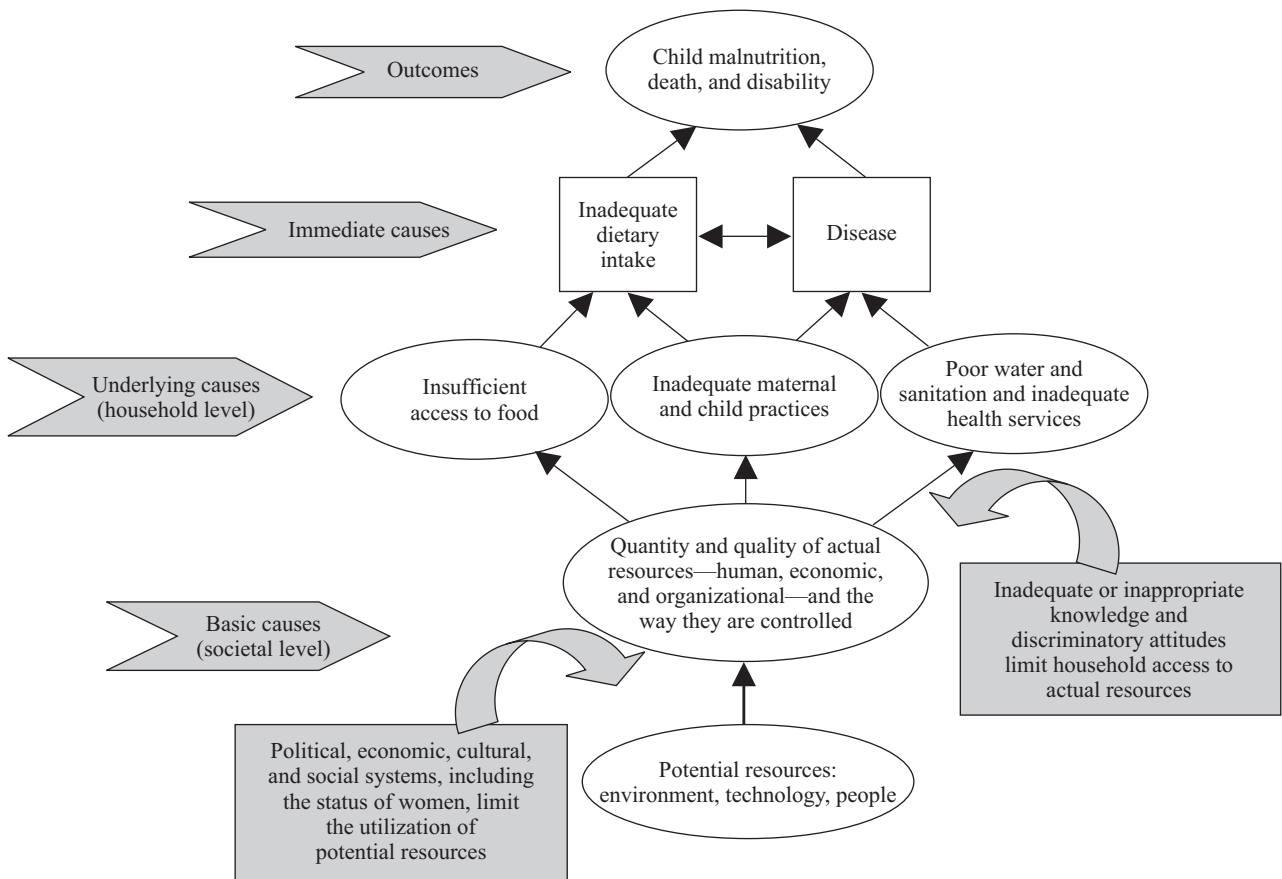 Outcomes
Child malnutrition,
death, and disability
Immediate causes
Inadequate
dietary
intake
Disease
Underlying causes
(household level)
Insufficient
access to food
Inadequate maternal
and child practices
Poor water and
sanitation and inadequate
health services
Basic causes
(societal level)
Quantity and quality of actual
resources—human, economic,
and organizational—and the
way they are controlled
Inadequate or inappropriate
knowledge and
discriminatory attitudes
limit household access to
actual resources
Political, economic, cultural,
and social systems, including
the status of women, limit
the utilization of
potential resources
Potential resources:
environment, technology, people